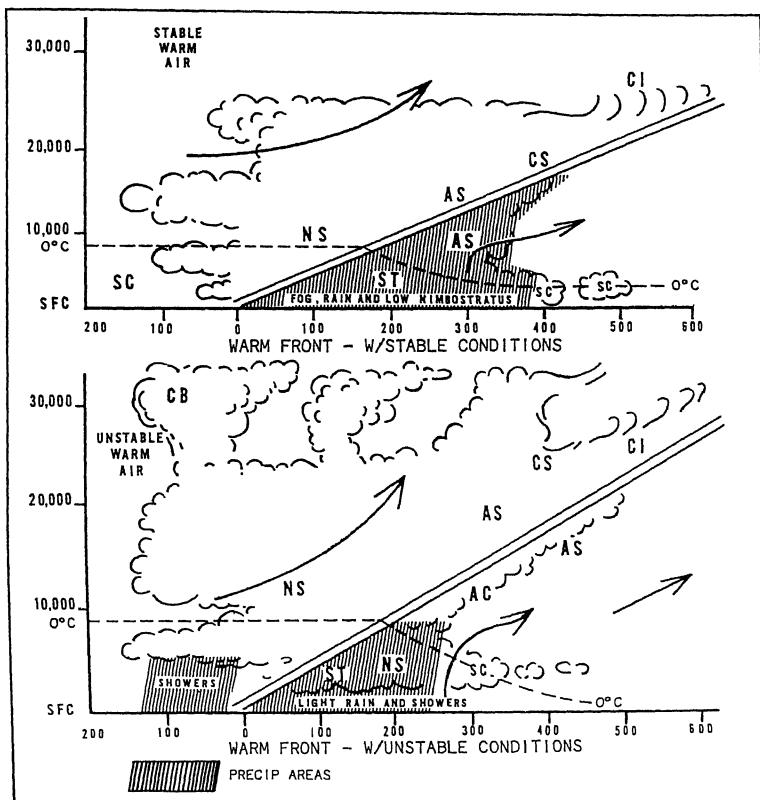 STABLE
WARM
AIR
30,000
CI
20,000
CS
AS
10,000
0°C
NS
AS
SC
ST
SC
SC
0°C
SFC
FOG, RAIN AND LOW NIMBOSTRATUS
200 100 0 100 200 300 400 500 600
WARM FRONT - W/STABLE CONDITIONS
CB
30,000
UNSTABLE
WARM
AIR
CS
CI
20,000
AS
AS
NS
AC
10,000
0°C
ST
NS
SC
SHOWERS
0°C
SFC
LIGHT RAIN AND SHOWERS
200 100 0 100 200 300 400 500 600
WARM FRONT - W/UNSTABLE CONDITIONS
PRECIP AREAS